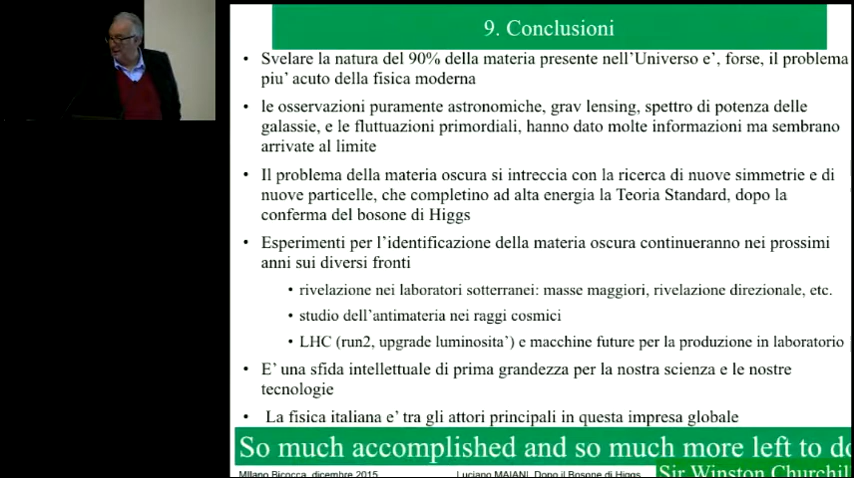 9. Conclusioni
• Svelare la natura del 90% della materia presente nell'Universo e', forse, il problema
piu' acuto della fisica moderna
• le osservazioni puramente astronomiche, grav lensing, spettro di potenza delle
galassie, e le fluttuazioni primordiali, hanno dato molte informazioni ma sembrano
arrivate al limite
• Il problema della materia oscura si intreccia con la ricerca di nuove simmetrie e di
nuove particelle, che completino ad alta energia la Teoria Standard, dopo la
conferma del bosone di Higgs
• Esperimenti per l'identificazione della materia oscura continueranno nei prossimi
anni sui diversi fronti
• rivelazione nei laboratori sotterranei: masse maggiori, rivelazione direzionale, etc.
• studio dell'antimateria nei raggi cosmici
• LHC (run2, upgrade luminosita') e macchine future per la produzione in laboratorio
• E' una sfida intellettuale di prima grandezza per la nostra scienza e le nostre
tecnologie
• La fisica italiana e' tra gli attori principali in questa impresa globale
So much accomplished and so much more left to do
MIlano Bicocca, dicembre 2015 Luciano MAIANI, Dopo il Bosone di Higgs Sir Winston Churchil